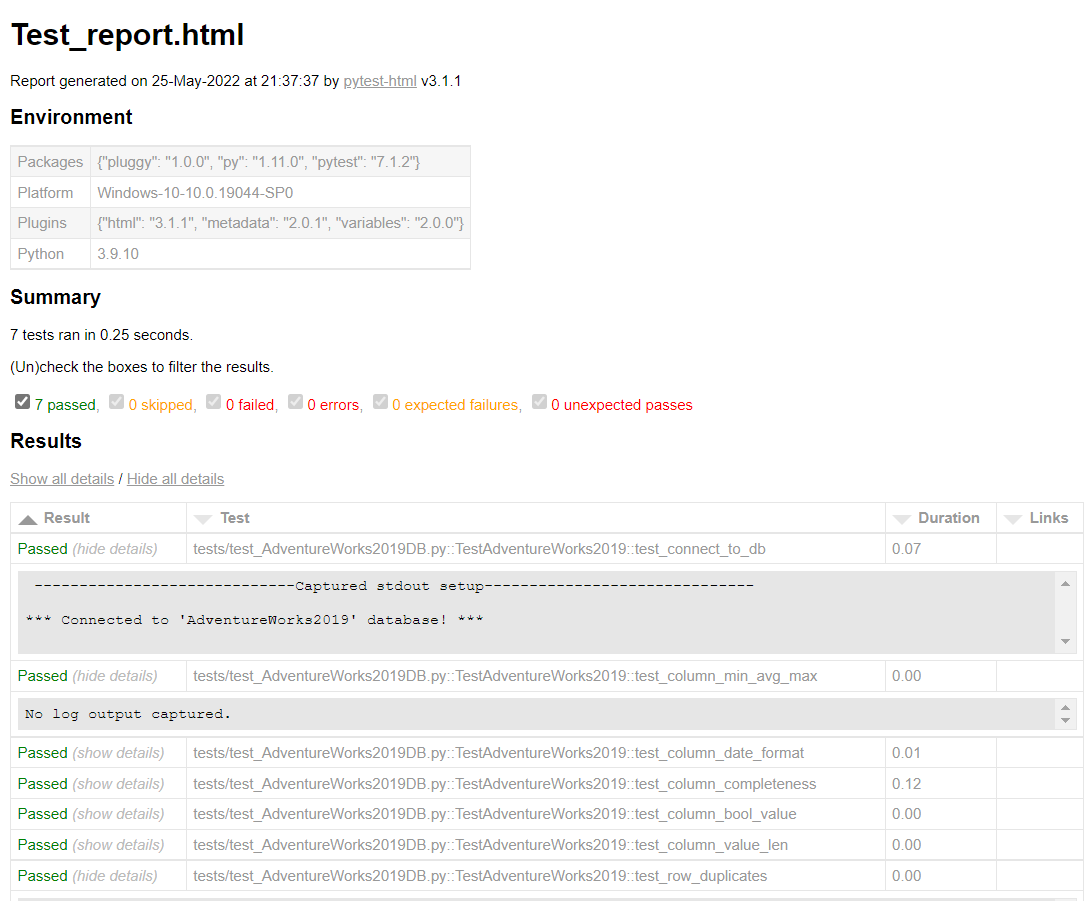 Test_report.html
Report generated on 25-May-2022 at 21:37:37 by pytest-html v3.1.1
Environment
Packages {"pluggy": "1.0.0", "py": "1.11.0", "pytest": "7.1.2"}
Platform Windows-10-10.0.19044-SP0
Plugins {"html": "3.1.1", "metadata": "2.0.1", "variables": "2.0.0"}
Python 3.9.10
Summary
7 tests ran in 0.25 seconds.
(Un)check the boxes to filter the results.
7 passed, 0 skipped, 0 failed, 0 errors, 0 expected failures, 0 unexpected passes
Results
Show all details / Hide all details
Result Test Duration Links
Passed (hide details) tests/test_AdventureWorks2019DB.py::TestAdventureWorks2019::test_connect_to_db 0.07
-----------------------------Captured stdout setup------------------------------
*** Connected to 'AdventureWorks2019' database! ***
Passed (hide details) tests/test_AdventureWorks2019DB.py::TestAdventureWorks2019::test_column_min_avg_max 0.00
No log output captured.
Passed (show details) tests/test_AdventureWorks2019DB.py::TestAdventureWorks2019::test_column_date_format 0.01
Passed (show details) tests/test_AdventureWorks2019DB.py::TestAdventureWorks2019::test_column_completeness 0.12
Passed (show details) tests/test_AdventureWorks2019DB.py::TestAdventureWorks2019::test_column_bool_value 0.00
Passed (show details) tests/test_AdventureWorks2019DB.py::TestAdventureWorks2019::test_column_value_len 0.00
Passed (hide details) tests/test_AdventureWorks2019DB.py::TestAdventureWorks2019::test_row_duplicates 0.00